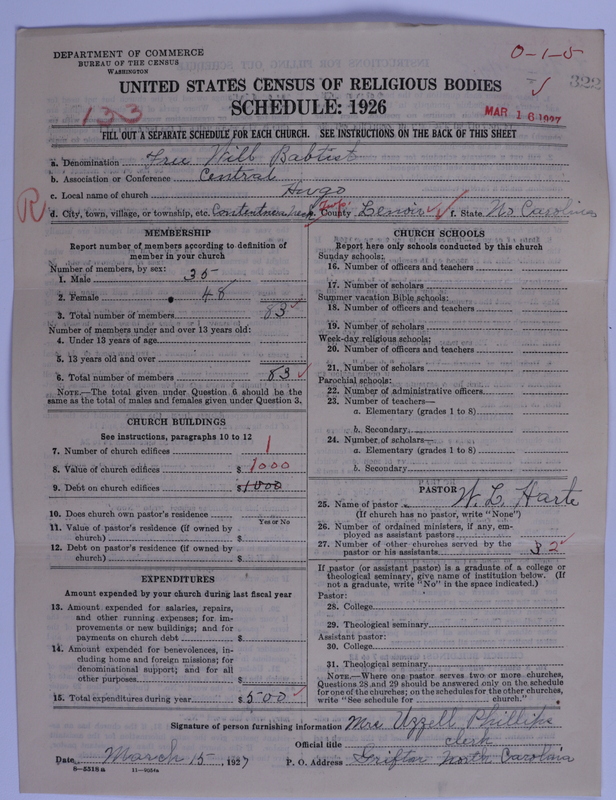 DEPARTMENT OF COMMERCE
BUREAU OF THE CENSUS
WASHINGTON
0-1-5
322
UNITED STATES CENSUS OF RELIGIOUS BODIES
SCHEDULE: 1926
133
MAR 16 1927
FILL OUT A SEPARATE SCHEDULE FOR EACH CHURCH. SEE INSTRUCTIONS ON THE BACK OF THIS SHEET
a. Denomination Free Will Babtist
b. Association or Conference Central
c. Local name of church Hugo
R
d. City, town, village, or township, etc. Contentnea Neck e. County Lenoir f. State No. Carolina
MEMBERSHIP
Report number of members according to definition of
member in your church
Number of members, by sex:
1. Male 35
2. Female 48
3. Total number of members 83
Number of members under and over 13 years old:
4. Under 13 years of age
5. 13 years old and over
6. Total number of members 83
NOTE.—The total given under Question 6 should be the
same as the total of males and females given under Question 3.
CHURCH BUILDINGS
See instructions, paragraphs 10 to 12
7. Number of church edifices 1
8. Value of church edifices $ 1000
9. Debt on church edifices $ 1000
10. Does church own pastor's residence
Yes or No
11. Value of pastor's residence (if owned by
church) $
12. Debt on pastor's residence (if owned by
church) $
EXPENDITURES
Amount expended by your church during last fiscal year
13. Amount expended for salaries, repairs,
and other running expenses; for im-
provements or new buildings; and for
payments on church debt $
14. Amount expended for benevolences, in-
cluding home and foreign missions; for
denominational support; and for all
other purposes $
15. Total expenditures during year $ 500
CHURCH SCHOOLS
Report here only schools conducted by this church
Sunday schools:
16. Number of officers and teachers
17. Number of scholars
Summer vacation Bible schools:
18. Number of officers and teachers
19. Number of scholars
Week-day religious schools:
20. Number of officers and teachers
21. Number of scholars
Parochial schools:
22. Number of administrative officers
23. Number of teachers—
a. Elementary (grades 1 to 8)
b. Secondary
24. Number of scholars—
a. Elementary (grades 1 to 8)
b. Secondary
PASTOR
25. Name of pastor W. L. Harte
(If church has no pastor, write "None")
26. Number of ordained ministers, if any, em-
ployed as assistant pastors
27. Number of other churches served by the
pastor or his assistants 3 2
If pastor (or assistant pastor) is a graduate of a college or
theological seminary, give name of institution below. (If
not a graduate, write "No" in the space indicated.)
Pastor:
28. College
29. Theological seminary
Assistant pastor:
30. College
31. Theological seminary
NOTE.—Where one pastor serves two or more churches,
Questions 28 and 29 should be answered only on the schedule
for one of the churches; on the schedules for the other churches,
write "See schedule for church."
Signature of person furnishing information Mrs Uzzell Phillips
Official title clerk
Date March 15, 1927 P. O. Address Grifton North Carolina
8-5318a 11-9054a